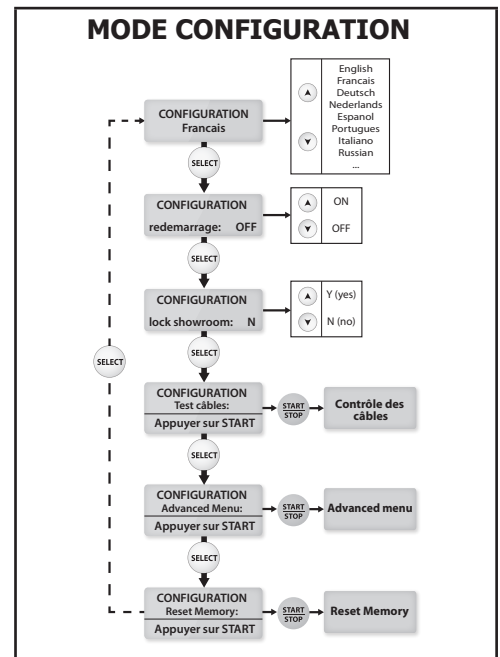 MODE CONFIGURATION
CONFIGURATION
Francais
English
Francais
Deutsch
Nederlands
Espanol
Portugues
Italiano
Russian
...
SELECT
CONFIGURATION
redemarrage: OFF
ON
OFF
SELECT
CONFIGURATION
lock showroom: N
Y (yes)
N (no)
SELECT
SELECT
CONFIGURATION
Test câbles:
Appuyer sur START
START
STOP
Contrôle des
câbles
SELECT
CONFIGURATION
Advanced Menu:
Appuyer sur START
START
STOP
Advanced menu
SELECT
CONFIGURATION
Reset Memory:
Appuyer sur START
START
STOP
Reset Memory